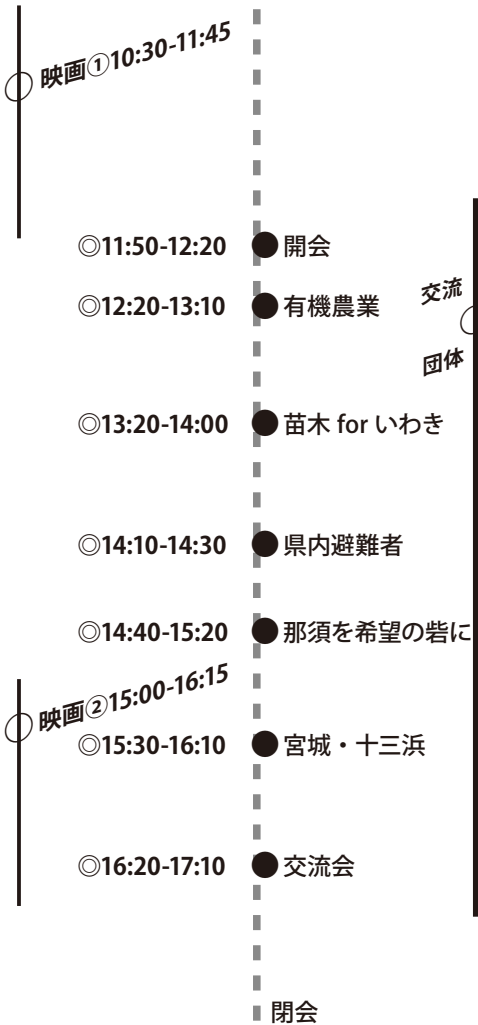 映画①10:30-11:45
◎11:50-12:20 開会
◎12:20-13:10 有機農業
交流
団体
◎13:20-14:00 苗木 for いわき
◎14:10-14:30 県内避難者
◎14:40-15:20 那須を希望の砦に
映画②15:00-16:15
◎15:30-16:10 宮城・十三浜
◎16:20-17:10 交流会
閉会